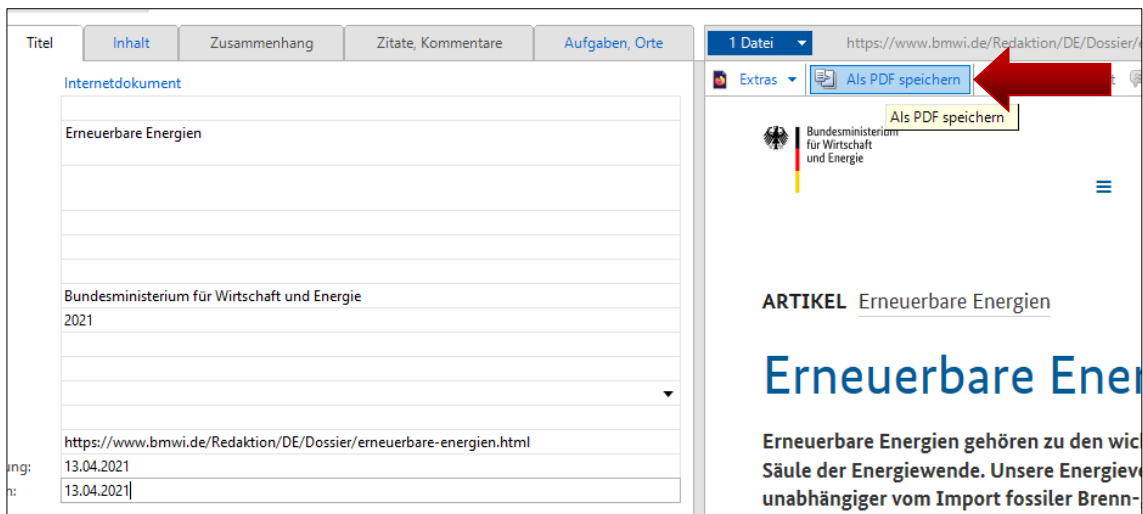 Titel Inhalt Zusammenhang Zitate, Kommentare Aufgaben, Orte
Internetdokument
Erneuerbare Energien
Bundesministerium für Wirtschaft und Energie
2021
https://www.bmwi.de/Redaktion/DE/Dossier/erneuerbare-energien.html
13.04.2021
13.04.2021
1 Datei https://www.bmwi.de/Redaktion/DE/Dossier/
Extras Als PDF speichern
Als PDF speichern
Bundesministerium
für Wirtschaft
und Energie
ARTIKEL Erneuerbare Energien
Erneuerbare Ener
Erneuerbare Energien gehören zu den wic
Säule der Energiewende. Unsere Energiev
unabhängiger vom Import fossiler Brenn-